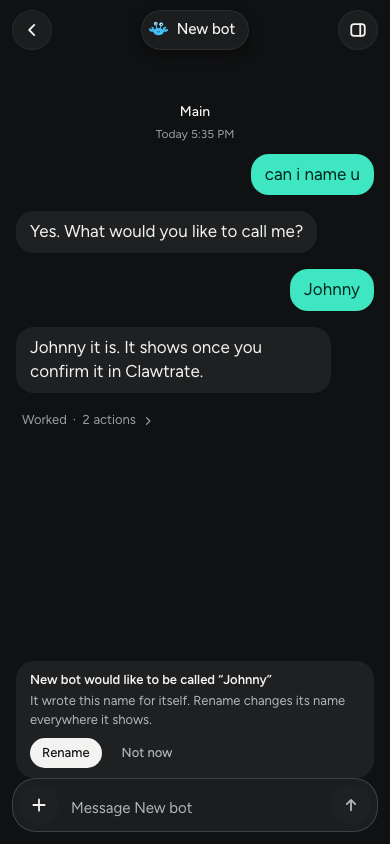 New bot
Main
Today 5:35 PM
can i name u
Yes. What would you like to call me?
Johnny
Johnny it is. It shows once you
confirm it in Clawtrate.
Worked · 2 actions
New bot would like to be called “Johnny”
It wrote this name for itself. Rename changes its name
everywhere it shows.
Rename Not now
Message New bot